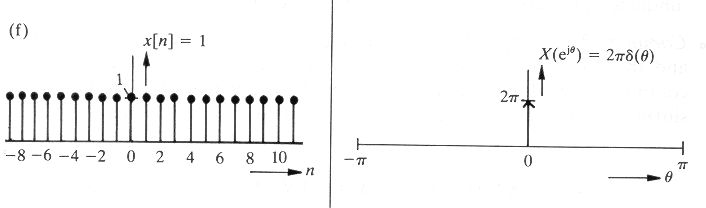 (f)
x[n] = 1
1
-8 -6 -4 -2 0 2 4 6 8 10
n
X(e^{jθ}) = 2πδ(θ)
2π
-π 0 π
θ